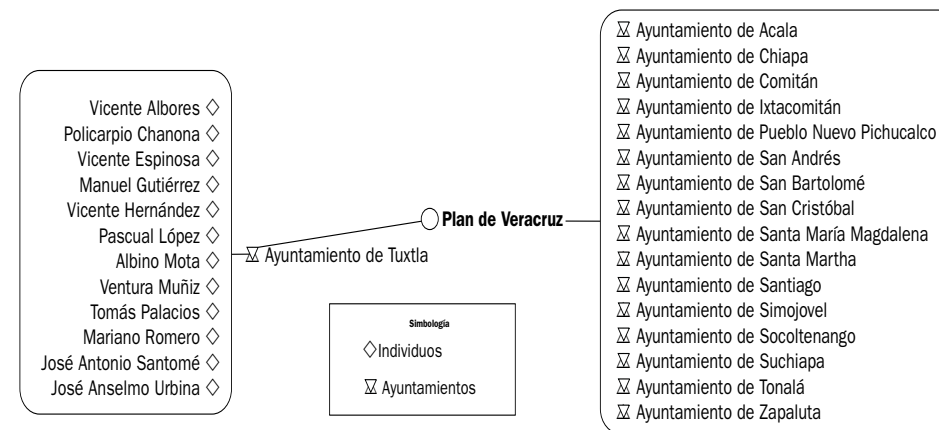 Vicente Albores
Policarpio Chanona
Vicente Espinosa
Manuel Gutiérrez
Vicente Hernández
Pascual López
Albino Mota
Ventura Muñiz
Tomás Palacios
Mariano Romero
José Antonio Santomé
José Anselmo Urbina
Ayuntamiento de Tuxtla
Plan de Veracruz
Simbología
Individuos
Ayuntamientos
Ayuntamiento de Acala
Ayuntamiento de Chiapa
Ayuntamiento de Comitán
Ayuntamiento de Ixtacomitán
Ayuntamiento de Pueblo Nuevo Pichucalco
Ayuntamiento de San Andrés
Ayuntamiento de San Bartolomé
Ayuntamiento de San Cristóbal
Ayuntamiento de Santa María Magdalena
Ayuntamiento de Santa Martha
Ayuntamiento de Santiago
Ayuntamiento de Simojovel
Ayuntamiento de Socoltenango
Ayuntamiento de Suchiapa
Ayuntamiento de Tonalá
Ayuntamiento de Zapaluta